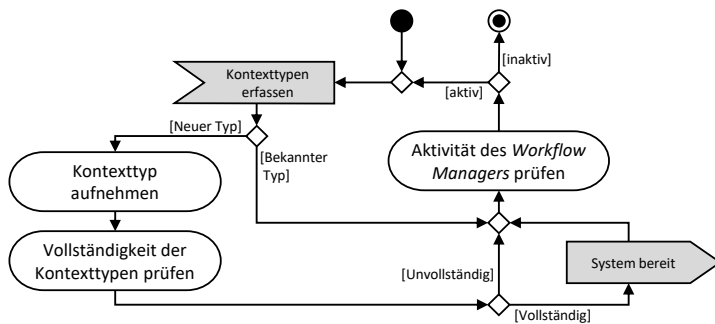 [inaktiv]
Kontexttypen
erfassen
[aktiv]
[Neuer Typ]
[Bekannter
Typ]
Aktivität des Workflow
Managers prüfen
Kontexttyp
aufnehmen
Vollständigkeit der
Kontexttypen prüfen
System bereit
[Unvollständig]
[Vollständig]